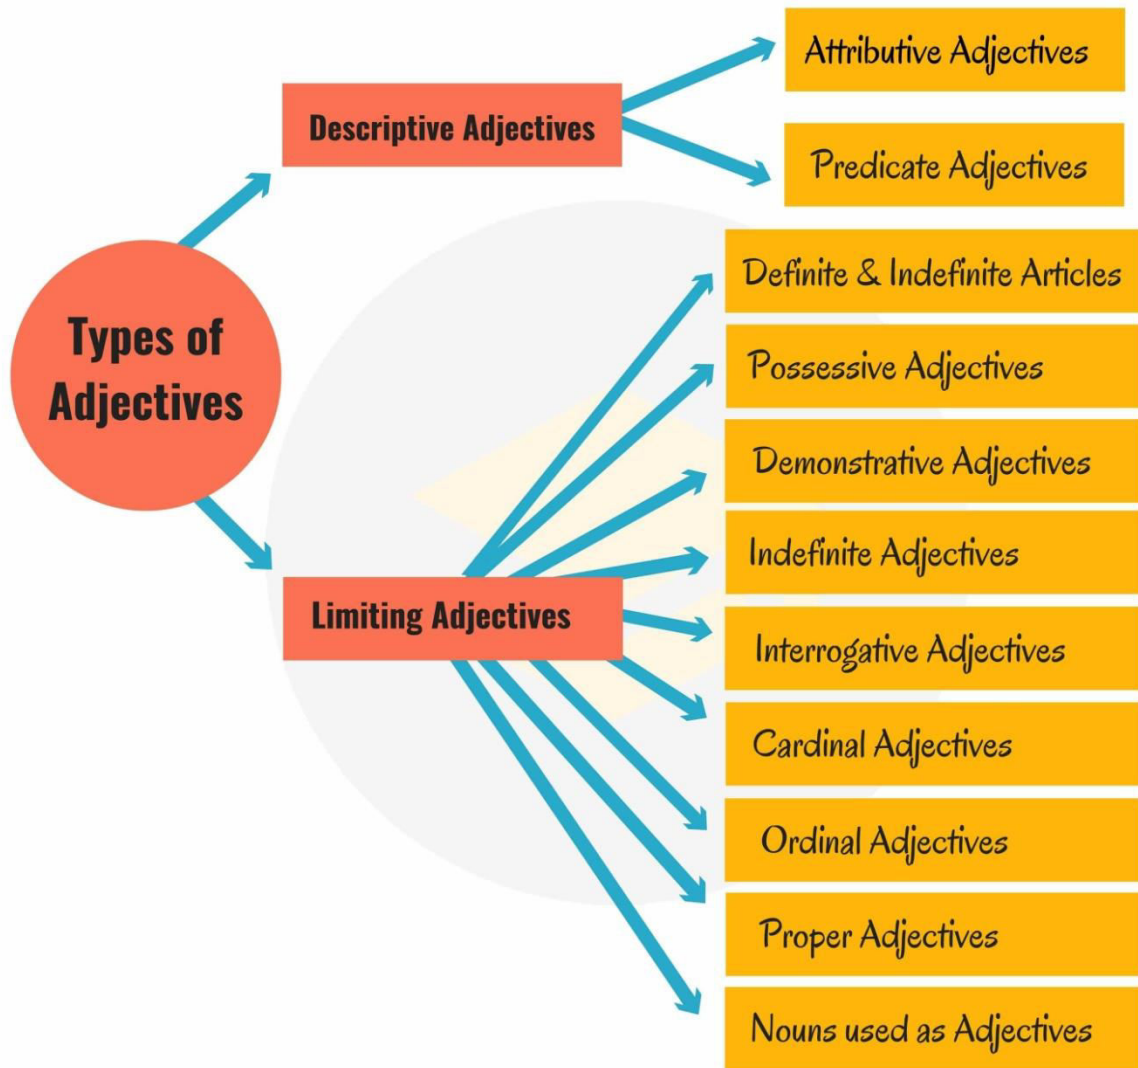 Attributive Adjectives
Descriptive Adjectives
Predicate Adjectives
Types of
Adjectives
Definite & Indefinite Articles
Possessive Adjectives
Demonstrative Adjectives
Indefinite Adjectives
Limiting Adjectives
Interrogative Adjectives
Cardinal Adjectives
Ordinal Adjectives
Proper Adjectives
Nouns used as Adjectives